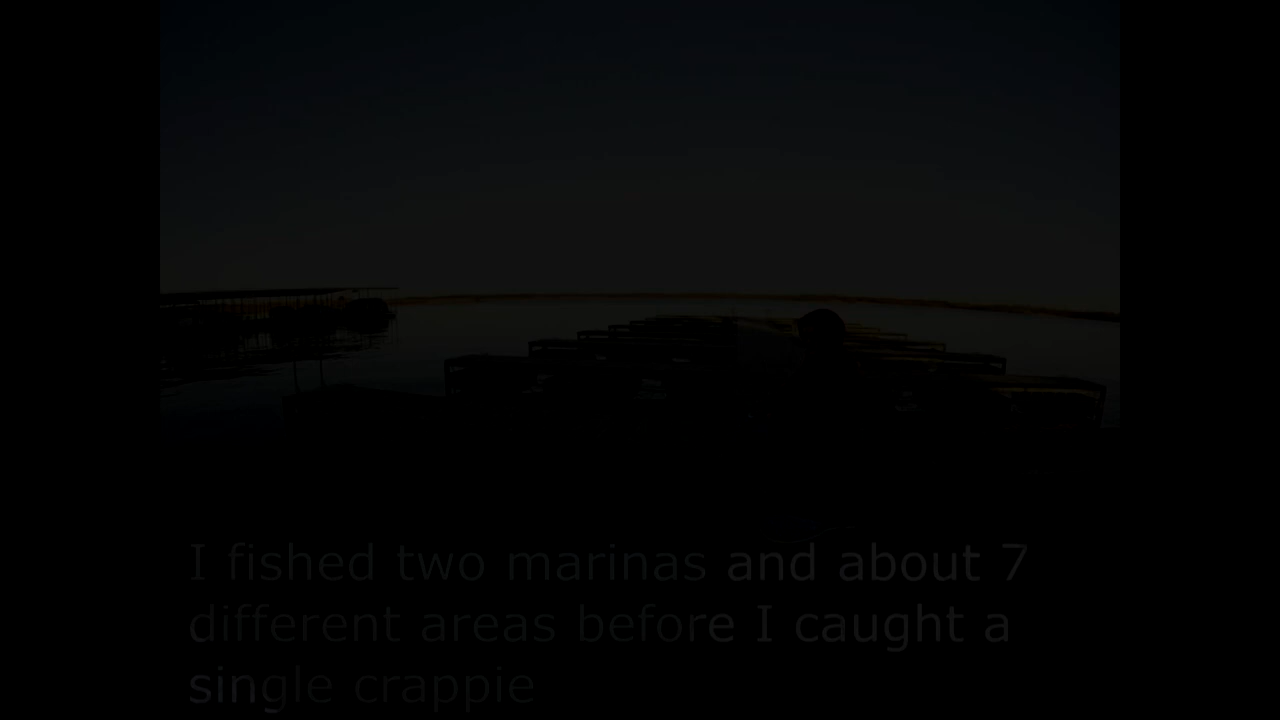 I fished two marinas and about 7
different areas before I caught a
single crappie